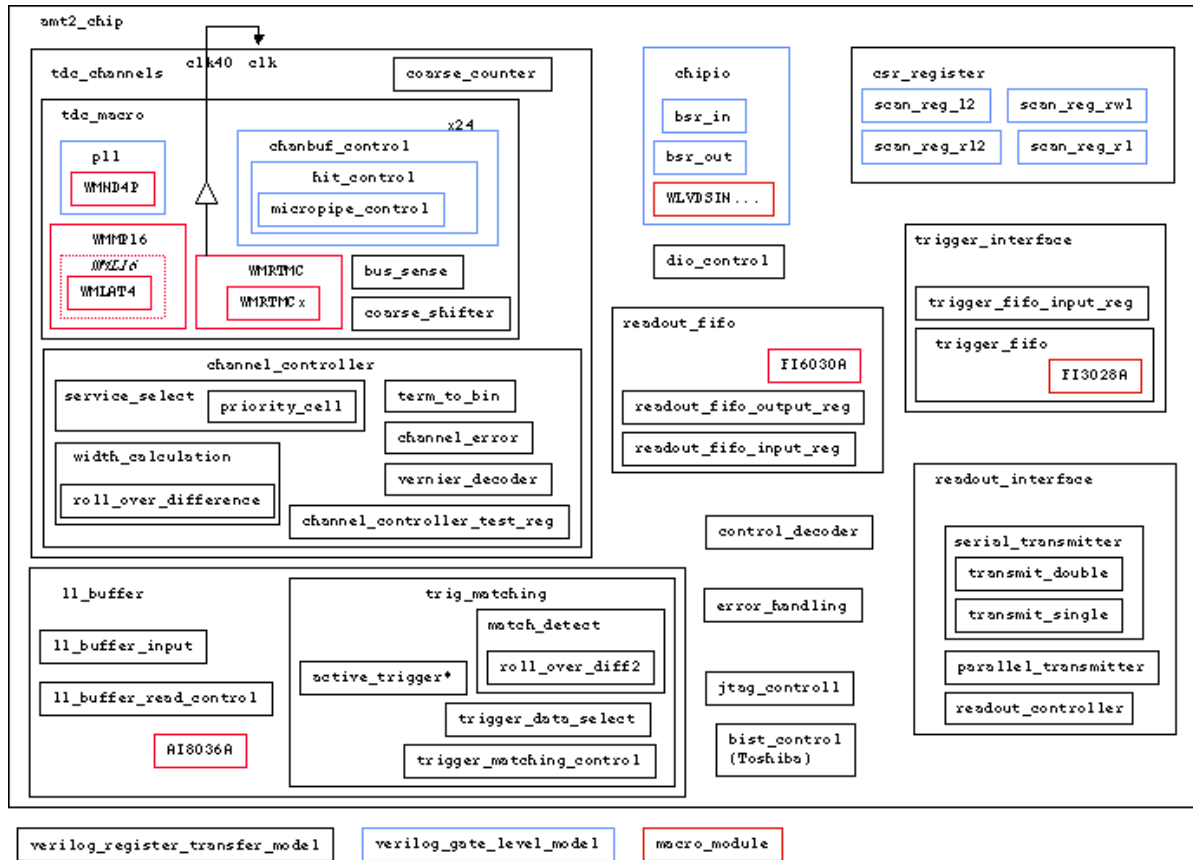 amt2_chip
clk40 clk
tdc_channels
coarse_counter
tdc_macro
x24
pll
WMND4P
chanbuf_control
hit_control
micropipe_control
WMMP16
WMLAT4
WMRTMC
WMRTMCx
bus_sense
coarse_shifter
channel_controller
service_select
priority_cell
term_to_bin
channel_error
width_calculation
roll_over_difference
vernier_decoder
channel_controller_test_reg
l1_buffer
l1_buffer_input
l1_buffer_read_control
AI8036A
trig_matching
match_detect
roll_over_diff2
active_trigger*
trigger_data_select
trigger_matching_control
chipio
bsr_in
bsr_out
WLVDSIN...
dio_control
readout_fifo
FI6030A
readout_fifo_output_reg
readout_fifo_input_reg
control_decoder
error_handling
jtag_controll
bist_control
(Toshiba)
csr_register
scan_reg_l2 scan_reg_rw1
scan_reg_rl2 scan_reg_rl
trigger_interface
trigger_fifo_input_reg
trigger_fifo
FI3028A
readout_interface
serial_transmitter
transmit_double
transmit_single
parallel_transmitter
readout_controller
verilog_register_transfer_model verilog_gate_level_model macro_module